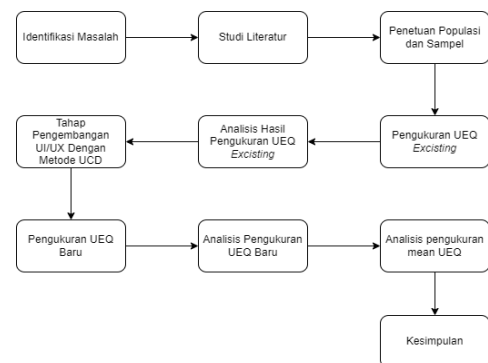 Identifikasi Masalah
Studi Literatur
Penetuan Populasi
dan Sampel
Pengukuran UEQ
Excisting
Analisis Hasil
Pengukuran UEQ
Excisting
Tahap
Pengembangan
UI/UX Dengan
Metode UCD
Pengukuran UEQ
Baru
Analisis Pengukuran
UEQ Baru
Analisis pengukuran
mean UEQ
Kesimpulan